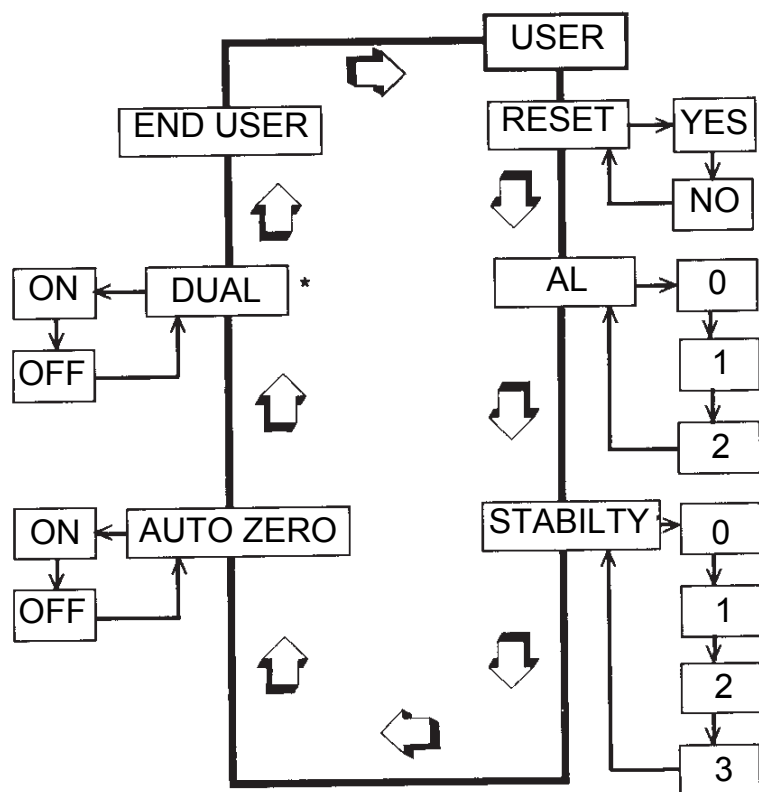 USER
END USER
RESET
YES
NO
ON
DUAL
*
AL
0
OFF
1
2
ON
AUTO ZERO
STABILTY
0
OFF
1
2
3